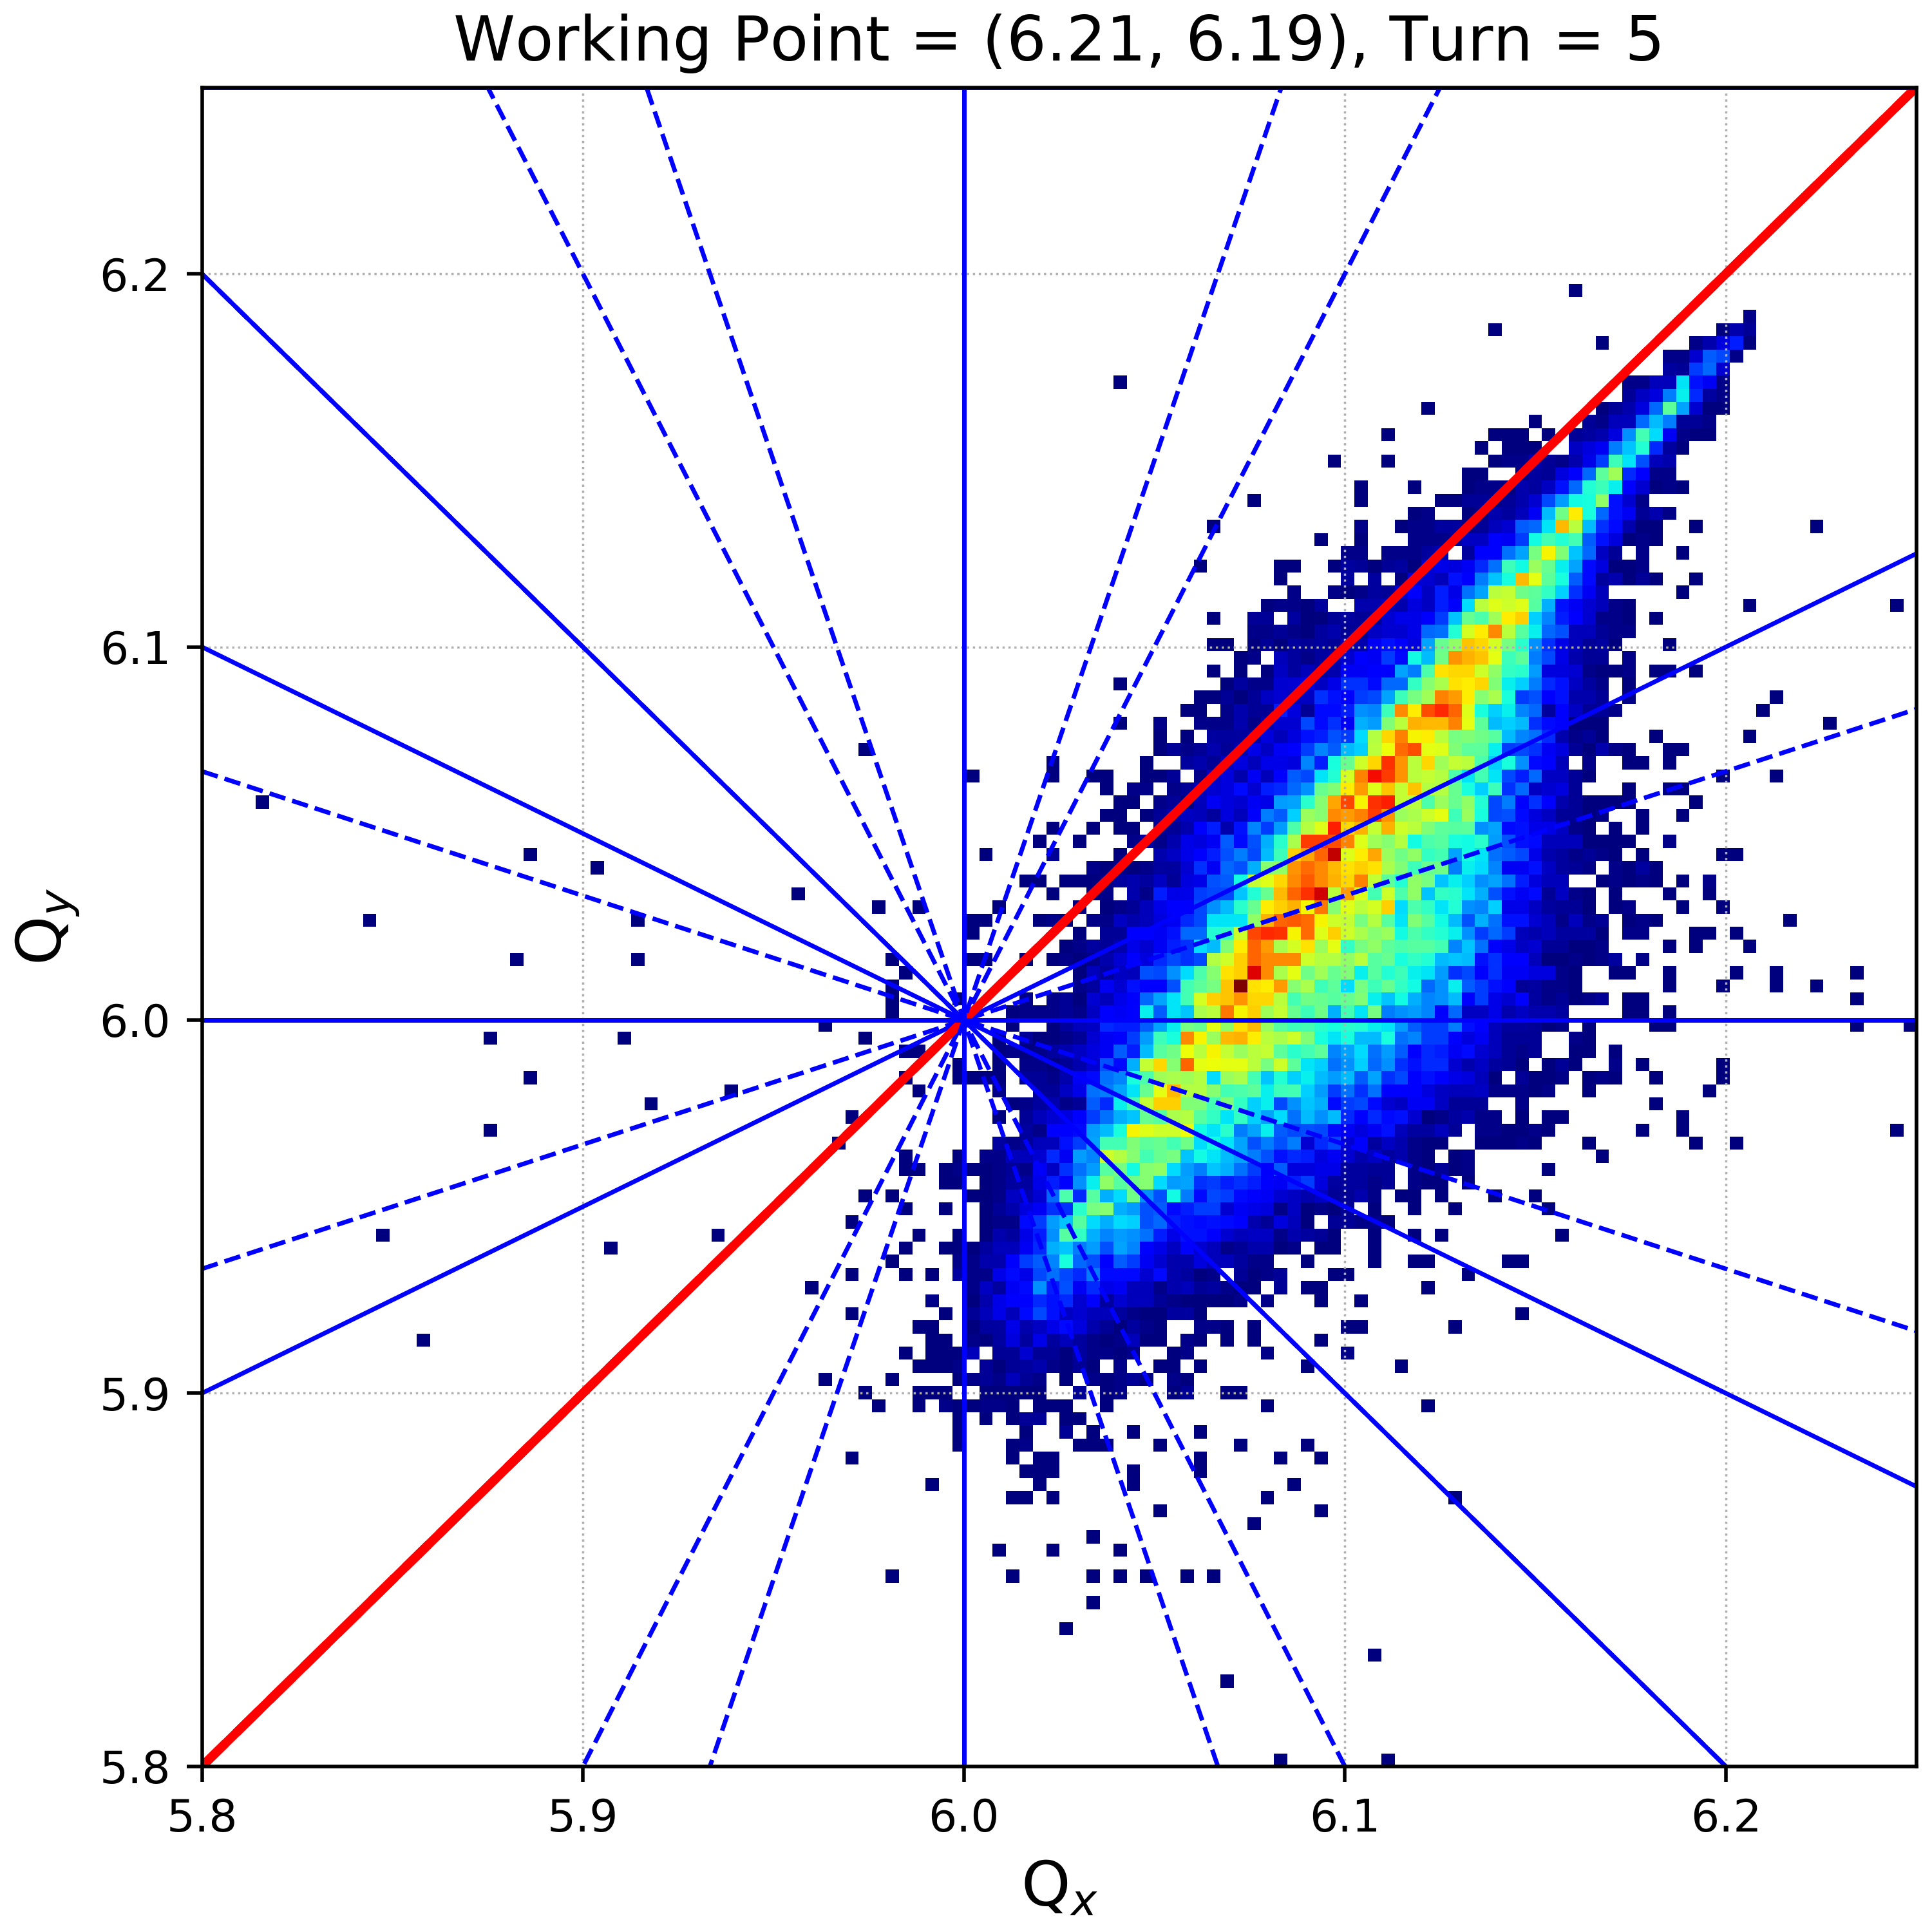 Working Point = (6.21, 6.19), Turn = 5
6.2
6.1
6.0
5.9
5.8
Qy
5.8 5.9 6.0 6.1 6.2
Qx